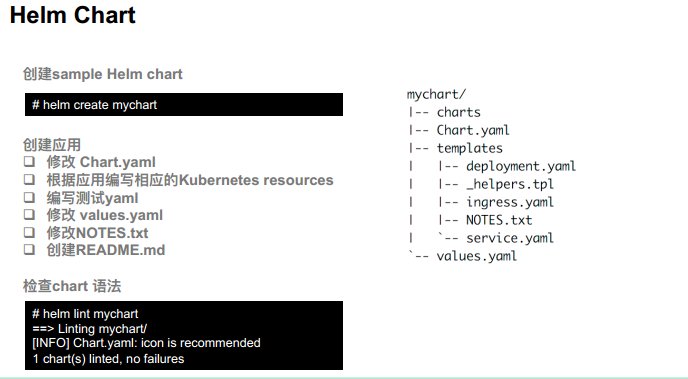 Helm Chart
创建sample Helm chart
# helm create mychart
创建应用
❑ 修改 Chart.yaml
❑ 根据应用编写相应的Kubernetes resources
❑ 编写测试yaml
❑ 修改 values.yaml
❑ 修改NOTES.txt
❑ 创建README.md
检查chart 语法
# helm lint mychart
==> Linting mychart/
[INFO] Chart.yaml: icon is recommended
1 chart(s) linted, no failures
mychart/
|-- charts
|-- Chart.yaml
|-- templates
|   |-- deployment.yaml
|   |-- _helpers.tpl
|   |-- ingress.yaml
|   |-- NOTES.txt
|   `-- service.yaml
`-- values.yaml